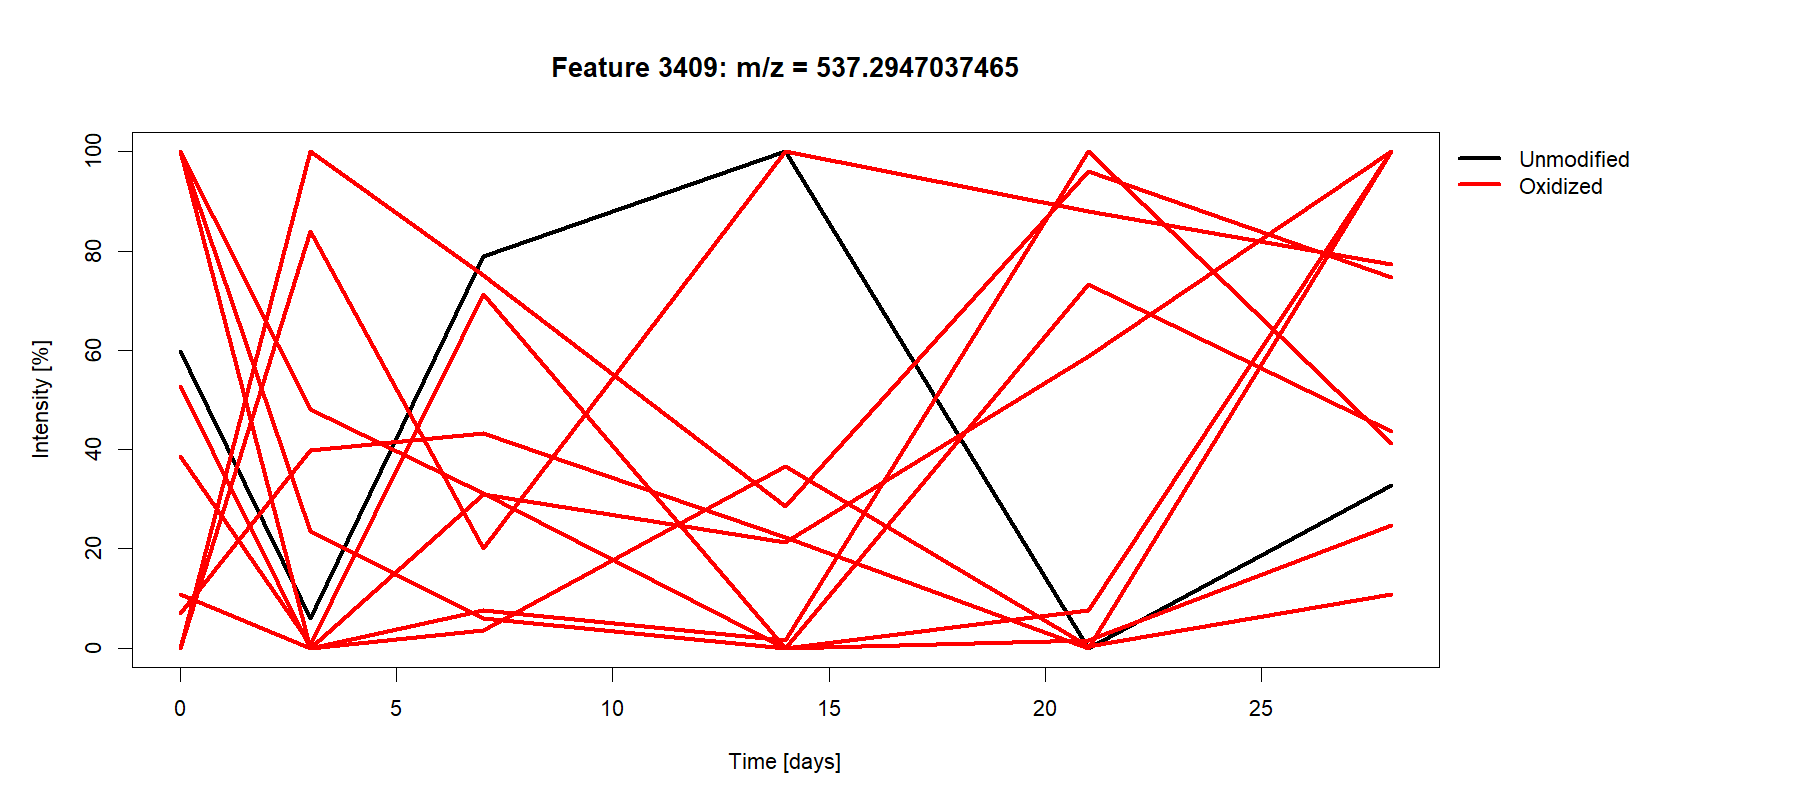 Feature 3409: m/z = 537.2947037465
Unmodified
Oxidized
Intensity [%]
100
80
60
40
20
0
0 5 10 15 20 25
Time [days]